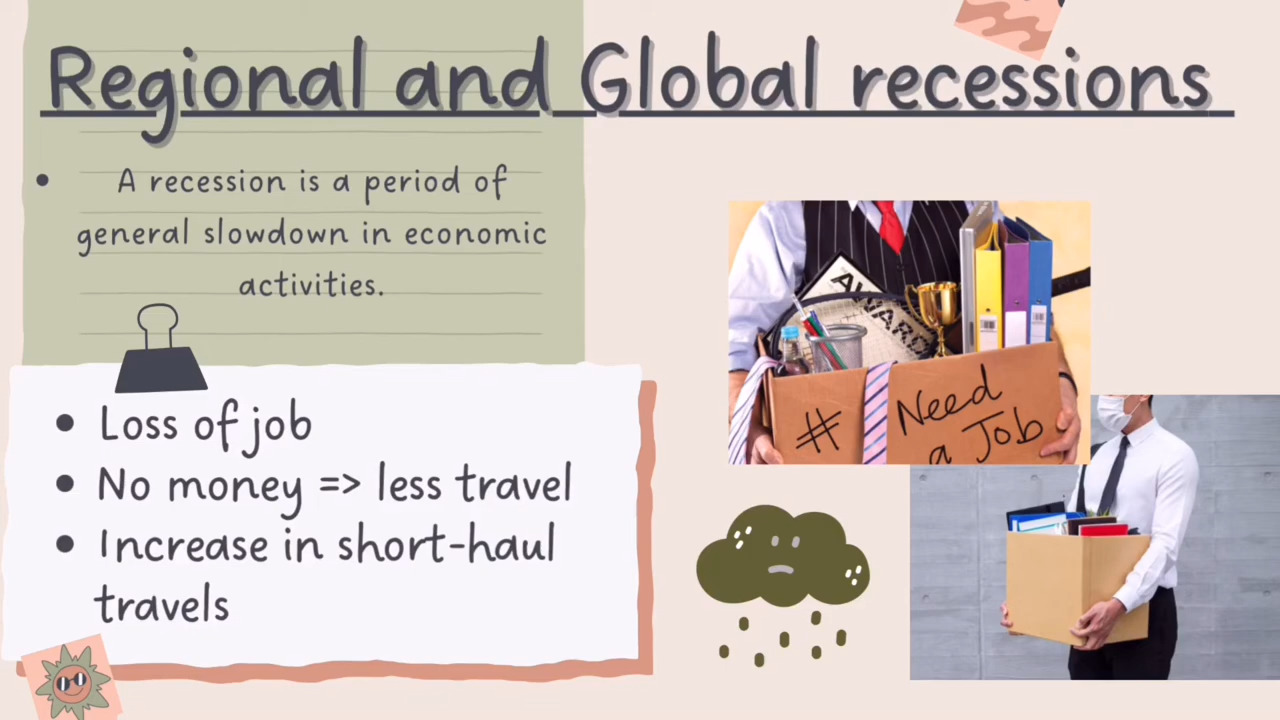 Regional and Global recessions
• A recession is a period of
general slowdown in economic
activities.
• Loss of job
• No money => less travel
• Increase in short-haul
travels
AWARD
# Need
a Job